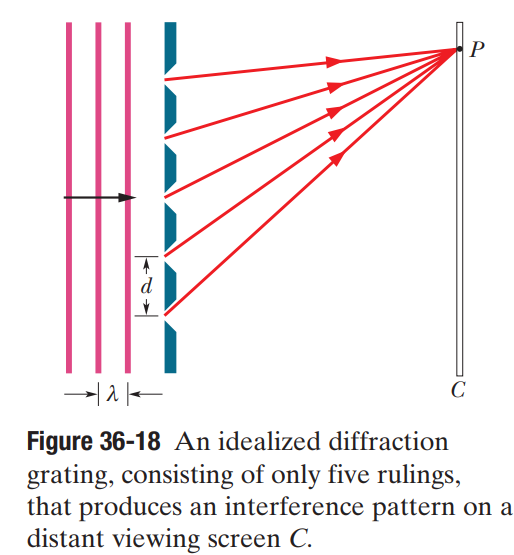 P
d
λ
C
Figure 36-18 An idealized diffraction
grating, consisting of only five rulings,
that produces an interference pattern on a
distant viewing screen C.